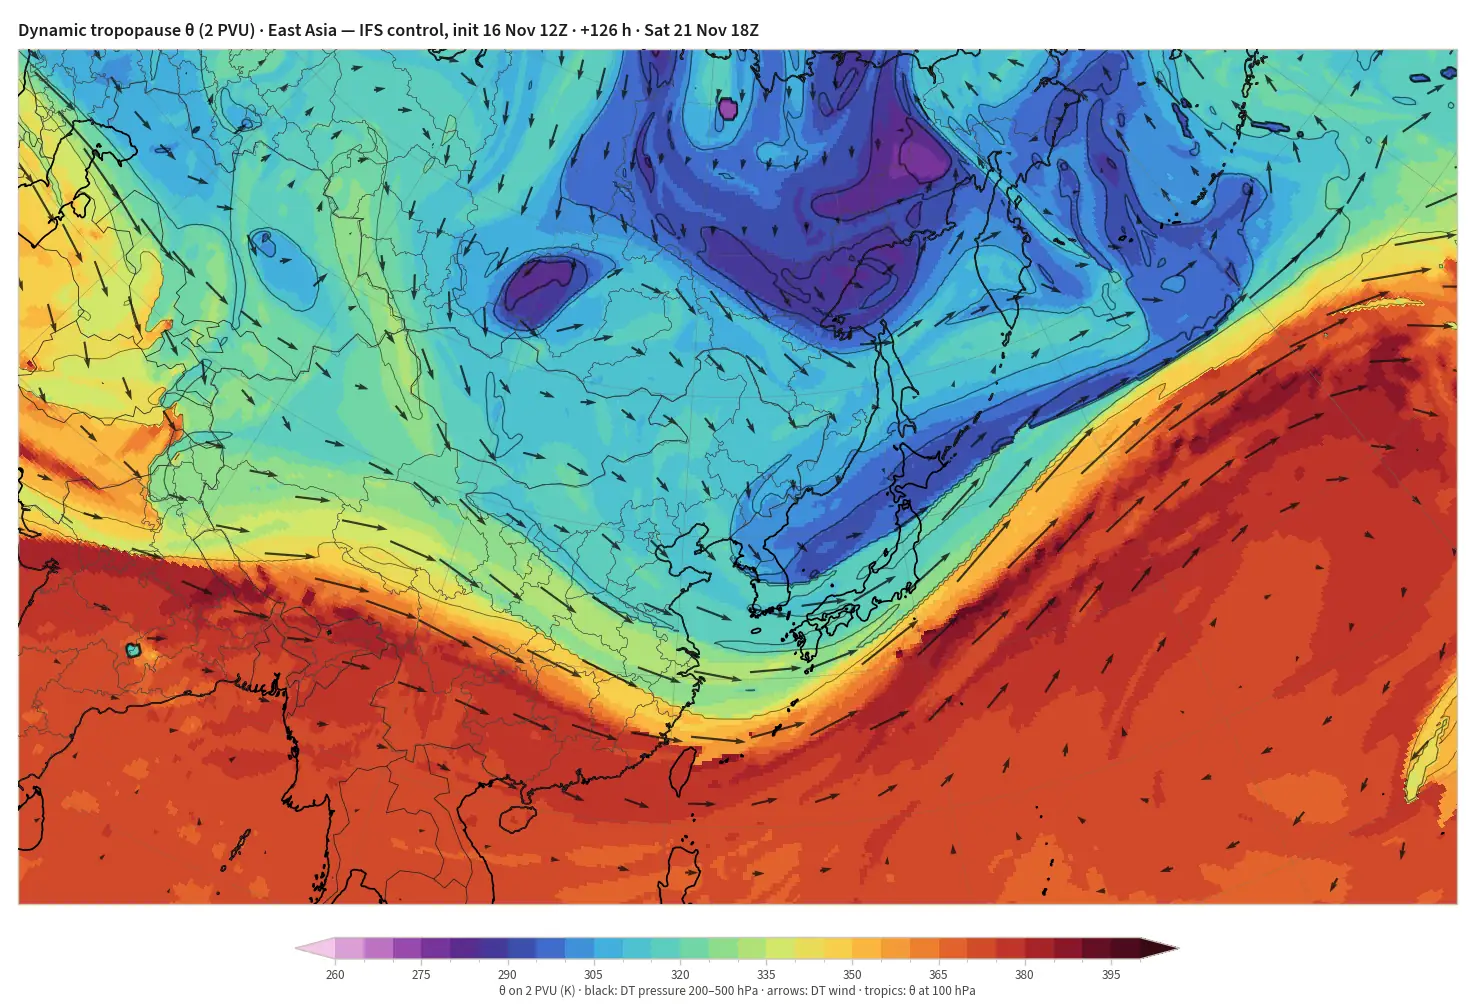 Dynamic tropopause θ (2 PVU) · East Asia — IFS control, init 16 Nov 12Z · +126 h · Sat 21 Nov 18Z
260 275 290 305 320 335 350 365 380 395
θ on 2 PVU (K) · black: DT pressure 200–500 hPa · arrows: DT wind · tropics: θ at 100 hPa